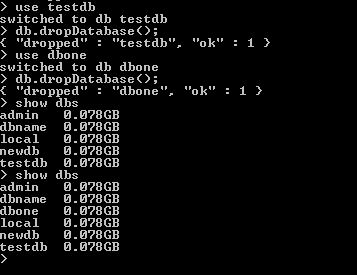 > use testdb
switched to db testdb
> db.dropDatabase();
{ "dropped" : "testdb", "ok" : 1 }
> use dbone
switched to db dbone
> db.dropDatabase();
{ "dropped" : "dbone", "ok" : 1 }
> show dbs
admin   0.078GB
dbname  0.078GB
local   0.078GB
newdb   0.078GB
testdb  0.078GB
> show dbs
admin   0.078GB
dbname  0.078GB
dbone   0.078GB
local   0.078GB
newdb   0.078GB
testdb  0.078GB
>